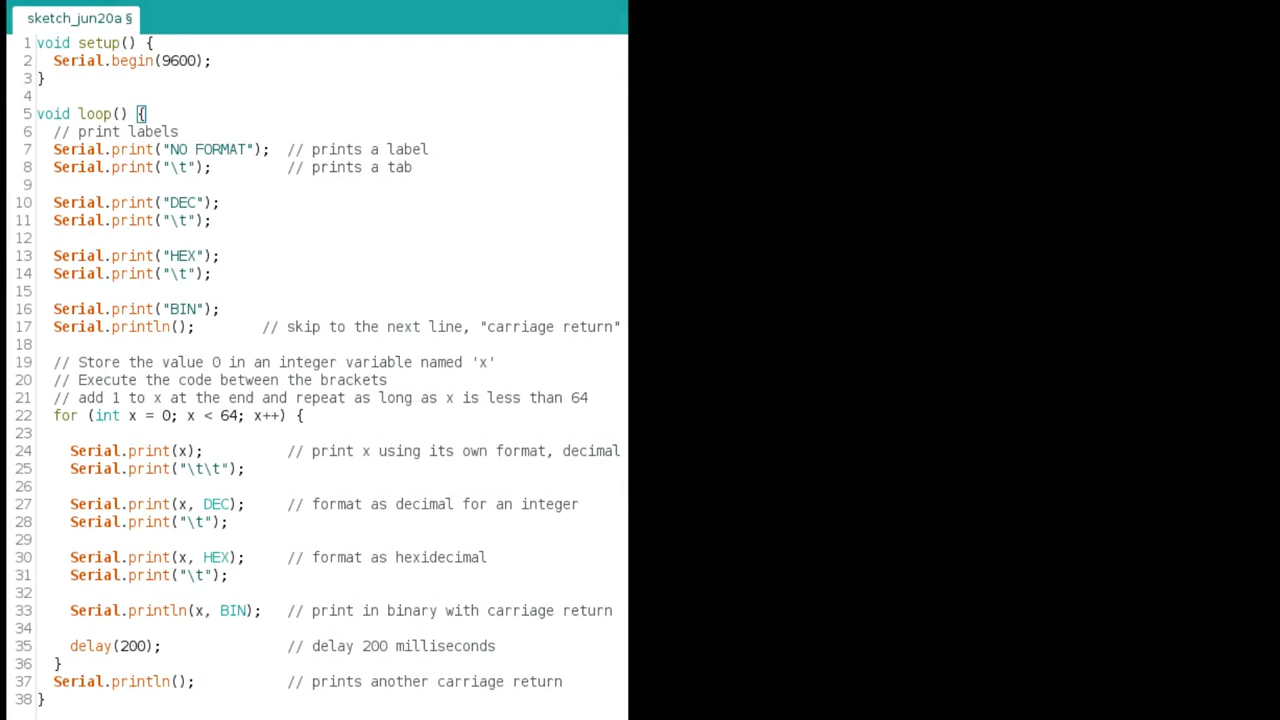 sketch_jun20a §
1 void setup() {
2   Serial.begin(9600);
3 }
4
5 void loop() {
6   // print labels
7   Serial.print("NO FORMAT");  // prints a label
8   Serial.print("\t");         // prints a tab
9
10   Serial.print("DEC");
11   Serial.print("\t");
12
13   Serial.print("HEX");
14   Serial.print("\t");
15
16   Serial.print("BIN");
17   Serial.println();        // skip to the next line, "carriage return"
18
19   // Store the value 0 in an integer variable named 'x'
20   // Execute the code between the brackets
21   // add 1 to x at the end and repeat as long as x is less than 64
22   for (int x = 0; x < 64; x++) {
23
24     Serial.print(x);          // print x using its own format, decimal
25     Serial.print("\t\t");
26
27     Serial.print(x, DEC);     // format as decimal for an integer
28     Serial.print("\t");
29
30     Serial.print(x, HEX);     // format as hexidecimal
31     Serial.print("\t");
32
33     Serial.println(x, BIN);   // print in binary with carriage return
34
35     delay(200);               // delay 200 milliseconds
36   }
37   Serial.println();           // prints another carriage return
38 }